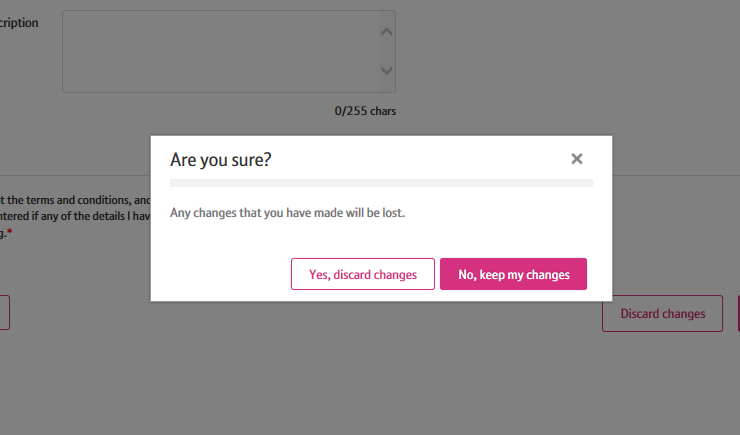 cription
0/255 chars
Are you sure?
Any changes that you have made will be lost.
Yes, discard changes
No, keep my changes
t the terms and conditions, and
ntered if any of the details I hav
g.*
Discard changes